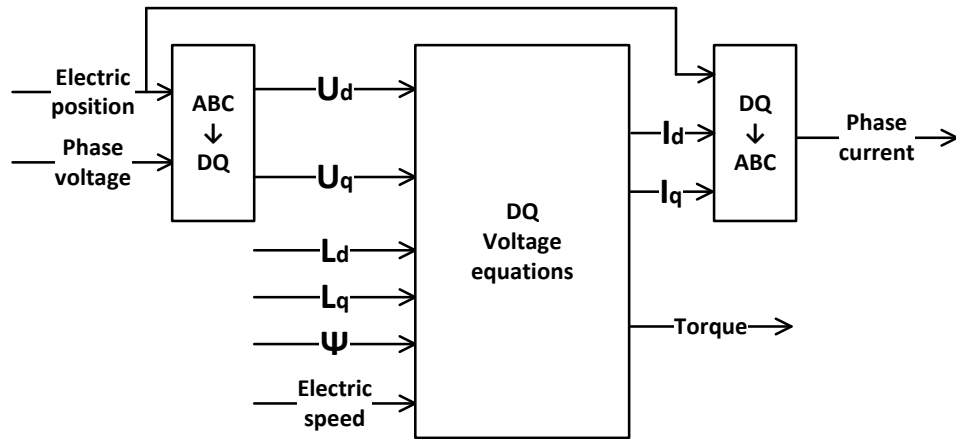 Electric
position
Phase
voltage
ABC
↓
DQ
Ud
Uq
Ld
Lq
Ψ
Electric
speed
DQ
Voltage
equations
Id
Iq
Torque
DQ
↓
ABC
Phase
current